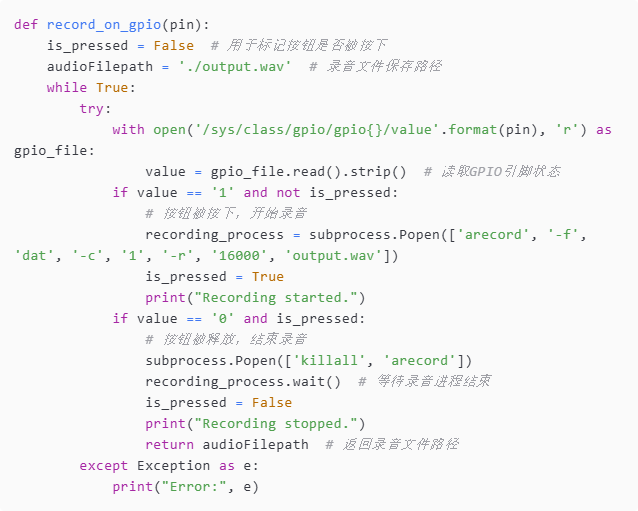 def record_on_gpio(pin):
    is_pressed = False  # 用于标记按钮是否被按下
    audioFilepath = './output.wav'  # 录音文件保存路径
    while True:
        try:
            with open('/sys/class/gpio/gpio{}/value'.format(pin), 'r') as
gpio_file:
                value = gpio_file.read().strip()  # 读取GPIO引脚状态
            if value == '1' and not is_pressed:
                # 按钮被按下，开始录音
                recording_process = subprocess.Popen(['arecord', '-f',
'dat', '-c', '1', '-r', '16000', 'output.wav'])
                is_pressed = True
                print("Recording started.")
            if value == '0' and is_pressed:
                # 按钮被释放，结束录音
                subprocess.Popen(['killall', 'arecord'])
                recording_process.wait()  # 等待录音进程结束
                is_pressed = False
                print("Recording stopped.")
                return audioFilepath  # 返回录音文件路径
        except Exception as e:
            print("Error:", e)